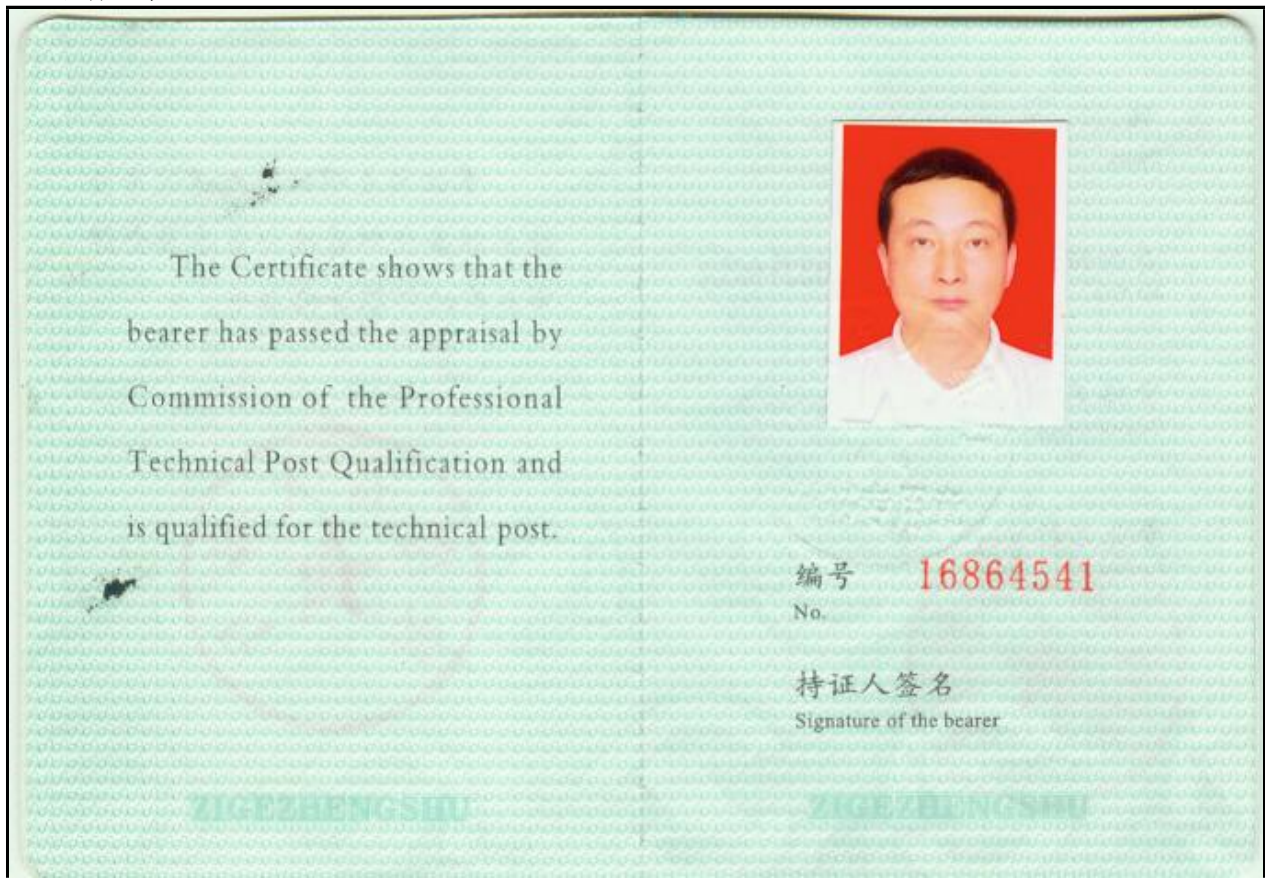 The Certificate shows that the
bearer has passed the appraisal by
Commission of the Professional
Technical Post Qualification and
is qualified for the technical post.
ZIGEZHENGSHU
编号 16864541
No.
持证人签名
Signature of the bearer
ZIGEZHENGSHU